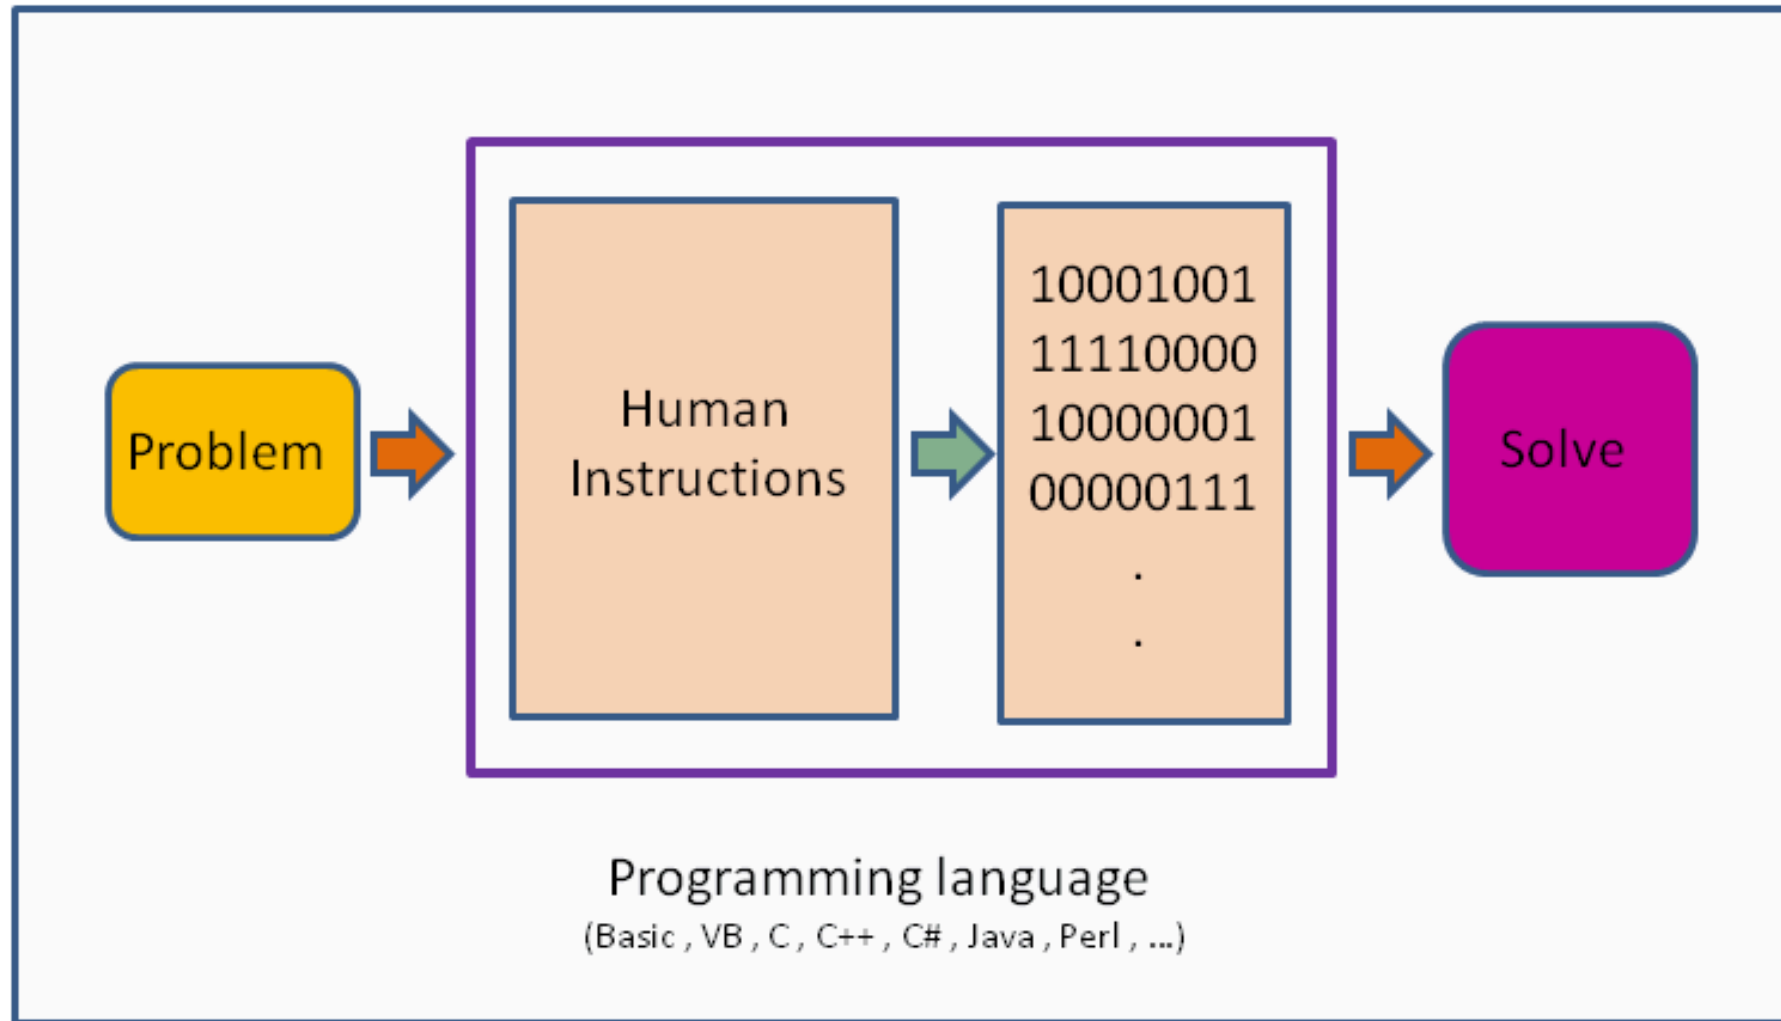 Problem
Human
Instructions
10001001
11110000
10000001
00000111
.
.
Solve
Programming language
(Basic , VB , C , C++ , C# , Java , Perl , ...)